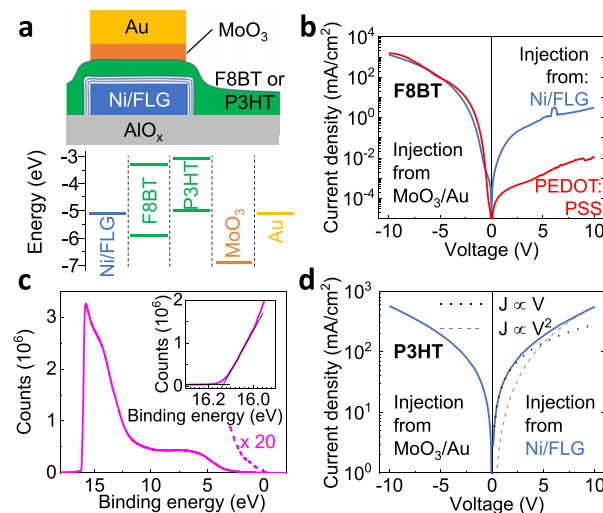 a
Au
MoO3
F8BT or
P3HT
Ni/FLG
AlOx
Energy (eV)
-3
-4
-5
-6
-7
Ni/FLG
F8BT
P3HT
MoO3
Au
b
Current density (mA/cm2)
10^4
10^2
10^0
10^-2
10^-4
F8BT
Injection
from:
Ni/FLG
Injection
from
MoO3/Au
PEDOT:
PSS
-10 -5 0 5 10
Voltage (V)
c
Counts (10^6)
3
2
1
0
Counts (10^6)
2
1
0
16.2 16.0
Binding energy (eV)
x 20
15 10 5 0
Binding energy (eV)
d
Current density (mA/cm2)
10^3
10^2
10^1
10^0
P3HT
J ∝ V
J ∝ V^2
Injection
from
MoO3/Au
Injection
from
Ni/FLG
-10 -5 0 5 10
Voltage (V)